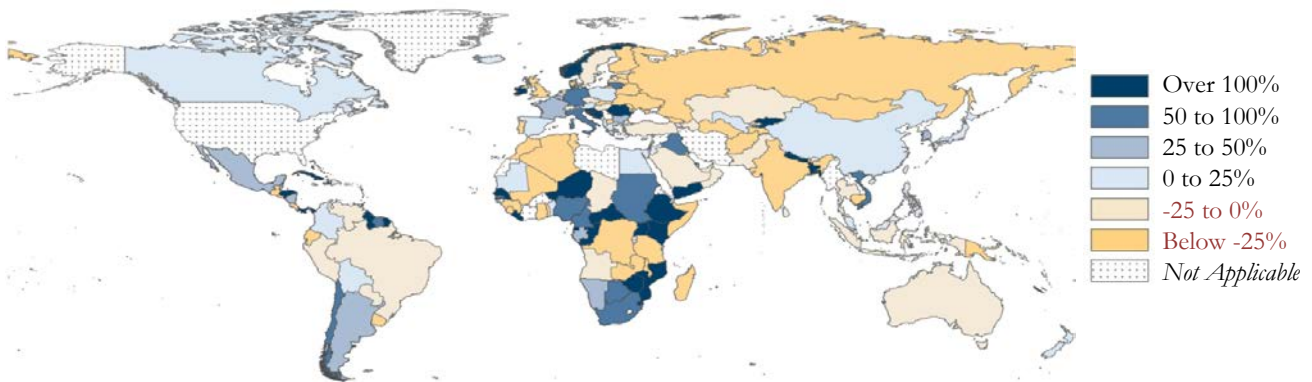 Over 100%
50 to 100%
25 to 50%
0 to 25%
-25 to 0%
Below -25%
Not Applicable